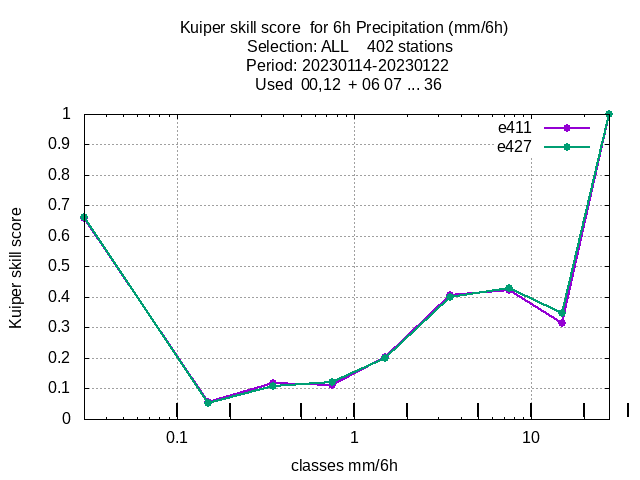 Kuiper skill score  for 6h Precipitation (mm/6h)
Selection: ALL    402 stations
Period: 20230114-20230122
Used  00,12  + 06 07 ... 36
1
0.9
0.8
0.7
0.6
0.5
0.4
0.3
0.2
0.1
0
Kuiper skill score
e411
e427
0.1
1
10
classes mm/6h